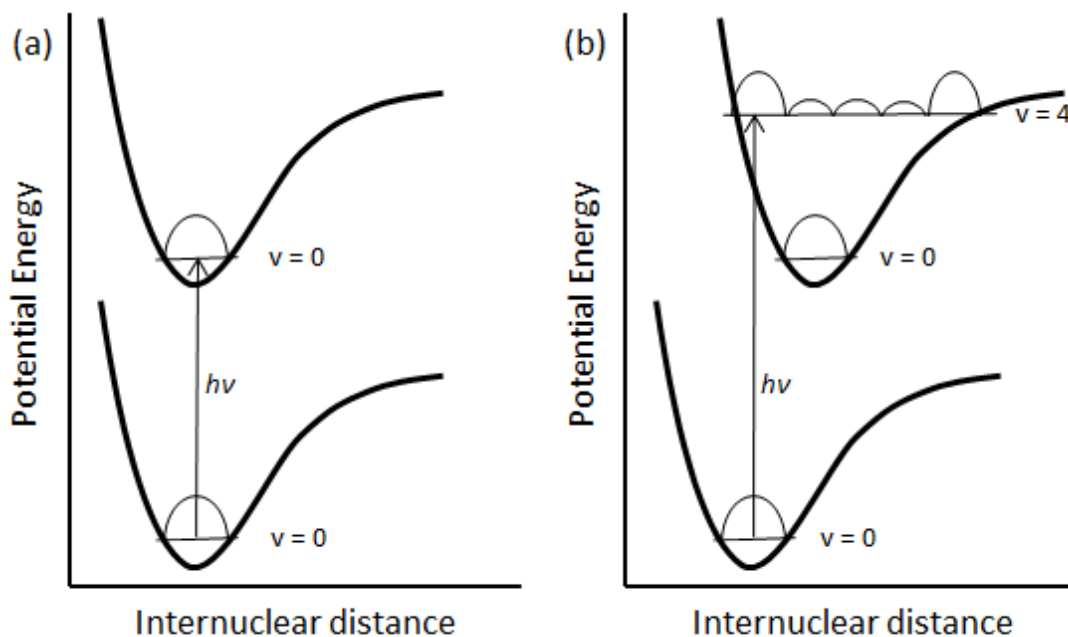 (a)
Potential Energy
v = 0
hν
v = 0
Internuclear distance
(b)
Potential Energy
v = 4
v = 0
hν
v = 0
Internuclear distance